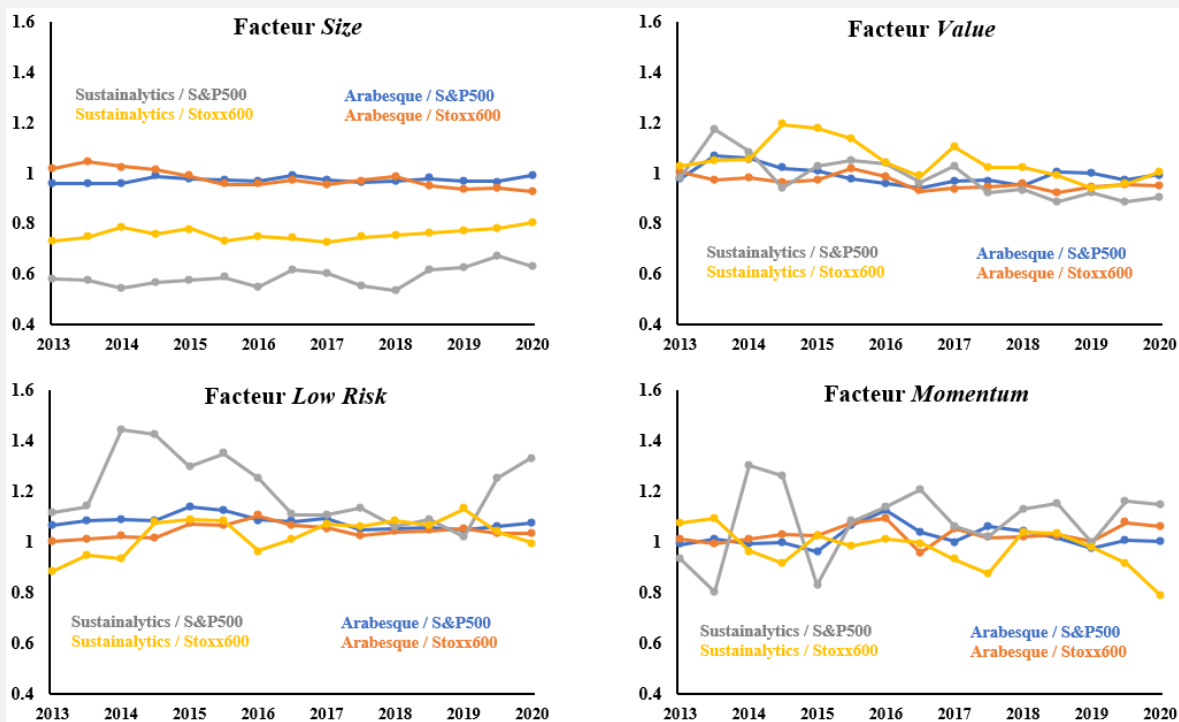 Facteur Size
1.6
1.4
1.2
1
0.8
0.6
0.4
Sustainalytics / S&P500
Sustainalytics / Stoxx600
Arabesque / S&P500
Arabesque / Stoxx600
2013 2014 2015 2016 2017 2018 2019 2020
Facteur Value
1.6
1.4
1.2
1
0.8
0.6
0.4
Sustainalytics / S&P500
Sustainalytics / Stoxx600
Arabesque / S&P500
Arabesque / Stoxx600
2013 2014 2015 2016 2017 2018 2019 2020
Facteur Low Risk
1.6
1.4
1.2
1
0.8
0.6
0.4
Sustainalytics / S&P500
Sustainalytics / Stoxx600
Arabesque / S&P500
Arabesque / Stoxx600
2013 2014 2015 2016 2017 2018 2019 2020
Facteur Momentum
1.6
1.4
1.2
1
0.8
0.6
0.4
Sustainalytics / S&P500
Sustainalytics / Stoxx600
Arabesque / S&P500
Arabesque / Stoxx600
2013 2014 2015 2016 2017 2018 2019 2020